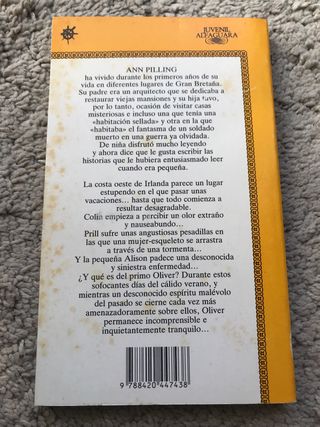 JUVENIL
ALFAGUARA
ANN PILLING
ha vivido durante los primeros años de su
vida en diferentes lugares de Gran Bretaña.
Su padre era un arquitecto que se dedicaba a
restaurar viejas mansiones y su hija tuvo,
por lo tanto, ocasión de visitar casas
misteriosas e incluso una que tenía una
«habitación sellada» y otra en la que
«habitaba» el fantasma de un soldado
muerto en una guerra ya olvidada.
De niña disfrutó mucho leyendo
y ahora dice que le gusta escribir las
historias que le hubiera entusiasmado leer
cuando era pequeña.
La costa oeste de Irlanda parece un lugar
estupendo en el que pasar unas
vacaciones... hasta que todo comienza a
resultar desagradable.
Colin empieza a percibir un olor extraño
y nauseabundo...
Prill sufre unas angustiosas pesadillas en
las que una mujer-esqueleto se arrastra
a través de una tormenta...
Y la pequeña Alison padece una desconocida
y siniestra enfermedad...
¿Y qué es del primo Oliver? Durante estos
sofocantes días del cálido verano, y
mientras un desconocido espíritu malévolo
del pasado se cierne cada vez más
amenazadoramente sobre ellos, Oliver
permanece incomprensible e
inquietantemente tranquilo...
9 788420 447438